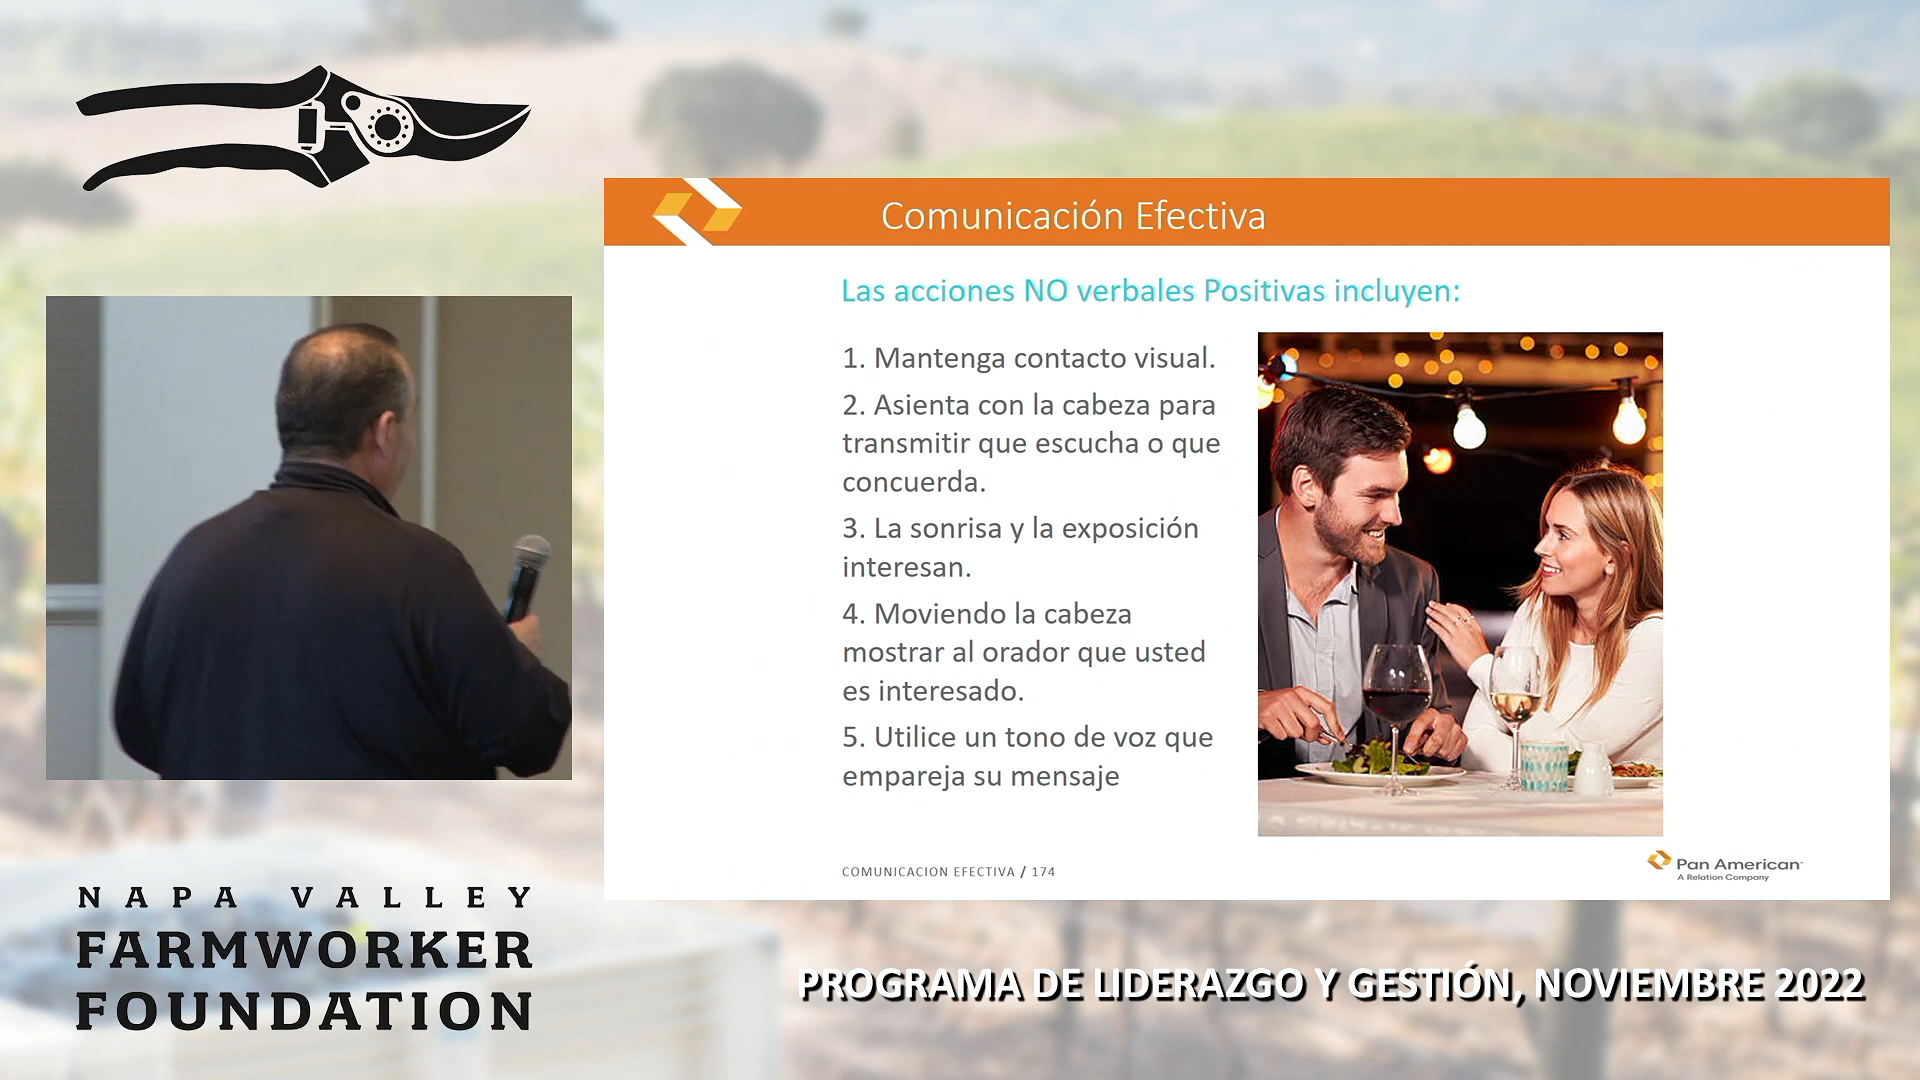 Comunicación Efectiva
Las acciones NO verbales Positivas incluyen:
1. Mantenga contacto visual.
2. Asienta con la cabeza para
transmitir que escucha o que
concuerda.
3. La sonrisa y la exposición
interesan.
4. Moviendo la cabeza
mostrar al orador que usted
es interesado.
5. Utilice un tono de voz que
empareja su mensaje
COMUNICACION EFECTIVA / 174
Pan American
A Relation Company
NAPA VALLEY
FARMWORKER
FOUNDATION
PROGRAMA DE LIDERAZGO Y GESTIÓN, NOVIEMBRE 2022